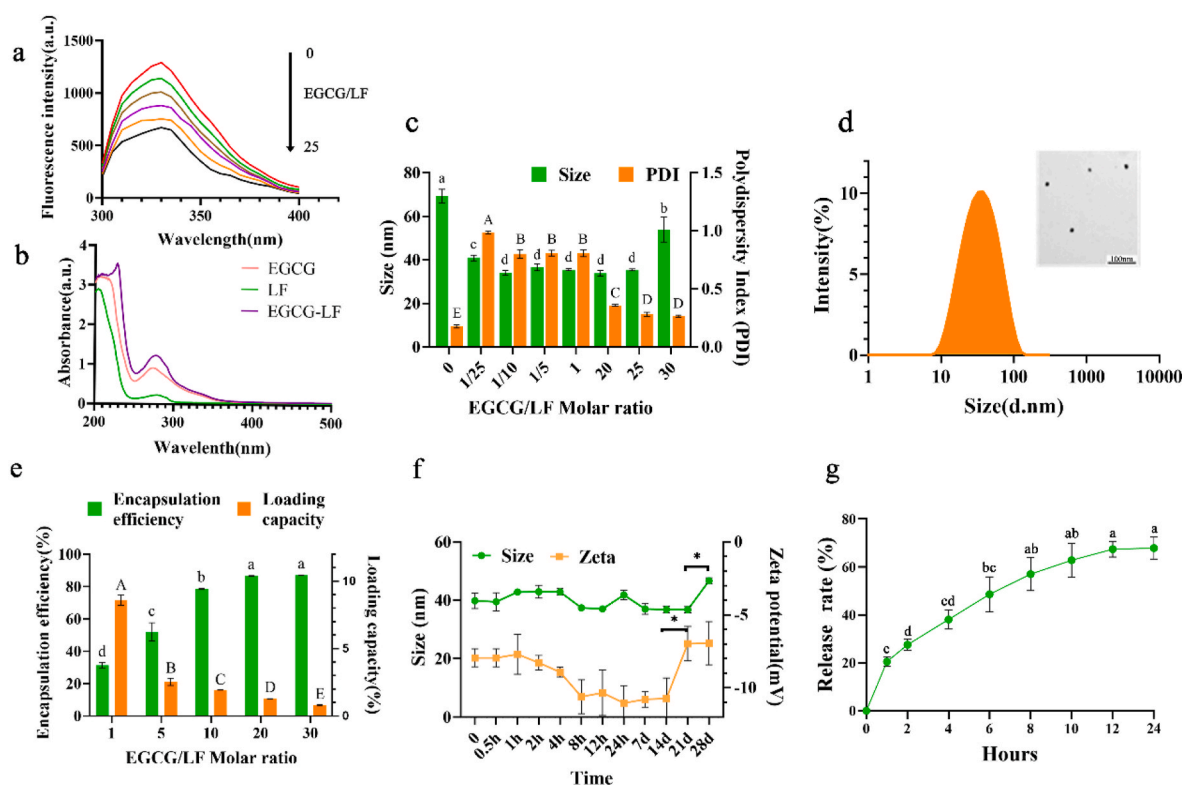 a
Fluorescence intensity(a.u.)
1500
1000
500
0
300
350
400
Wavelength(nm)
0
EGCG/LF
25
b
Absorbance(a.u.)
4
3
2
1
0
200
300
400
500
Wavelenth(nm)
EGCG
LF
EGCG-LF
c
Size (nm)
80
60
40
20
0
Size
PDI
a
E
c
A
d
B
d
B
d
B
d
C
d
D
b
D
1.5
1.0
0.5
0.0
Polydispersity Index (PDI)
0
1/25
1/10
1/5
1
20
25
30
EGCG/LF Molar ratio
d
Intensity(%)
10
5
0
1
10
100
1000
10000
Size(d.nm)
100nm
e
Encapsulation efficiency
Loading capacity
Encapsulation efficiency(%)
100
80
60
40
20
0
d
A
c
B
b
C
a
D
a
E
10
5
0
Loading capacity(%)
1
5
10
20
30
EGCG/LF Molar ratio
f
Size (nm)
60
40
20
0
Size
Zeta
*
*
0
-5
-10
Zeta potential(mV)
0
0.5h
1h
2h
4h
8h
12h
24h
7d
14d
21d
28d
Time
g
Release rate (%)
80
60
40
20
0
c
d
cd
bc
ab
ab
a
a
0
1
2
4
6
8
10
12
24
Hours